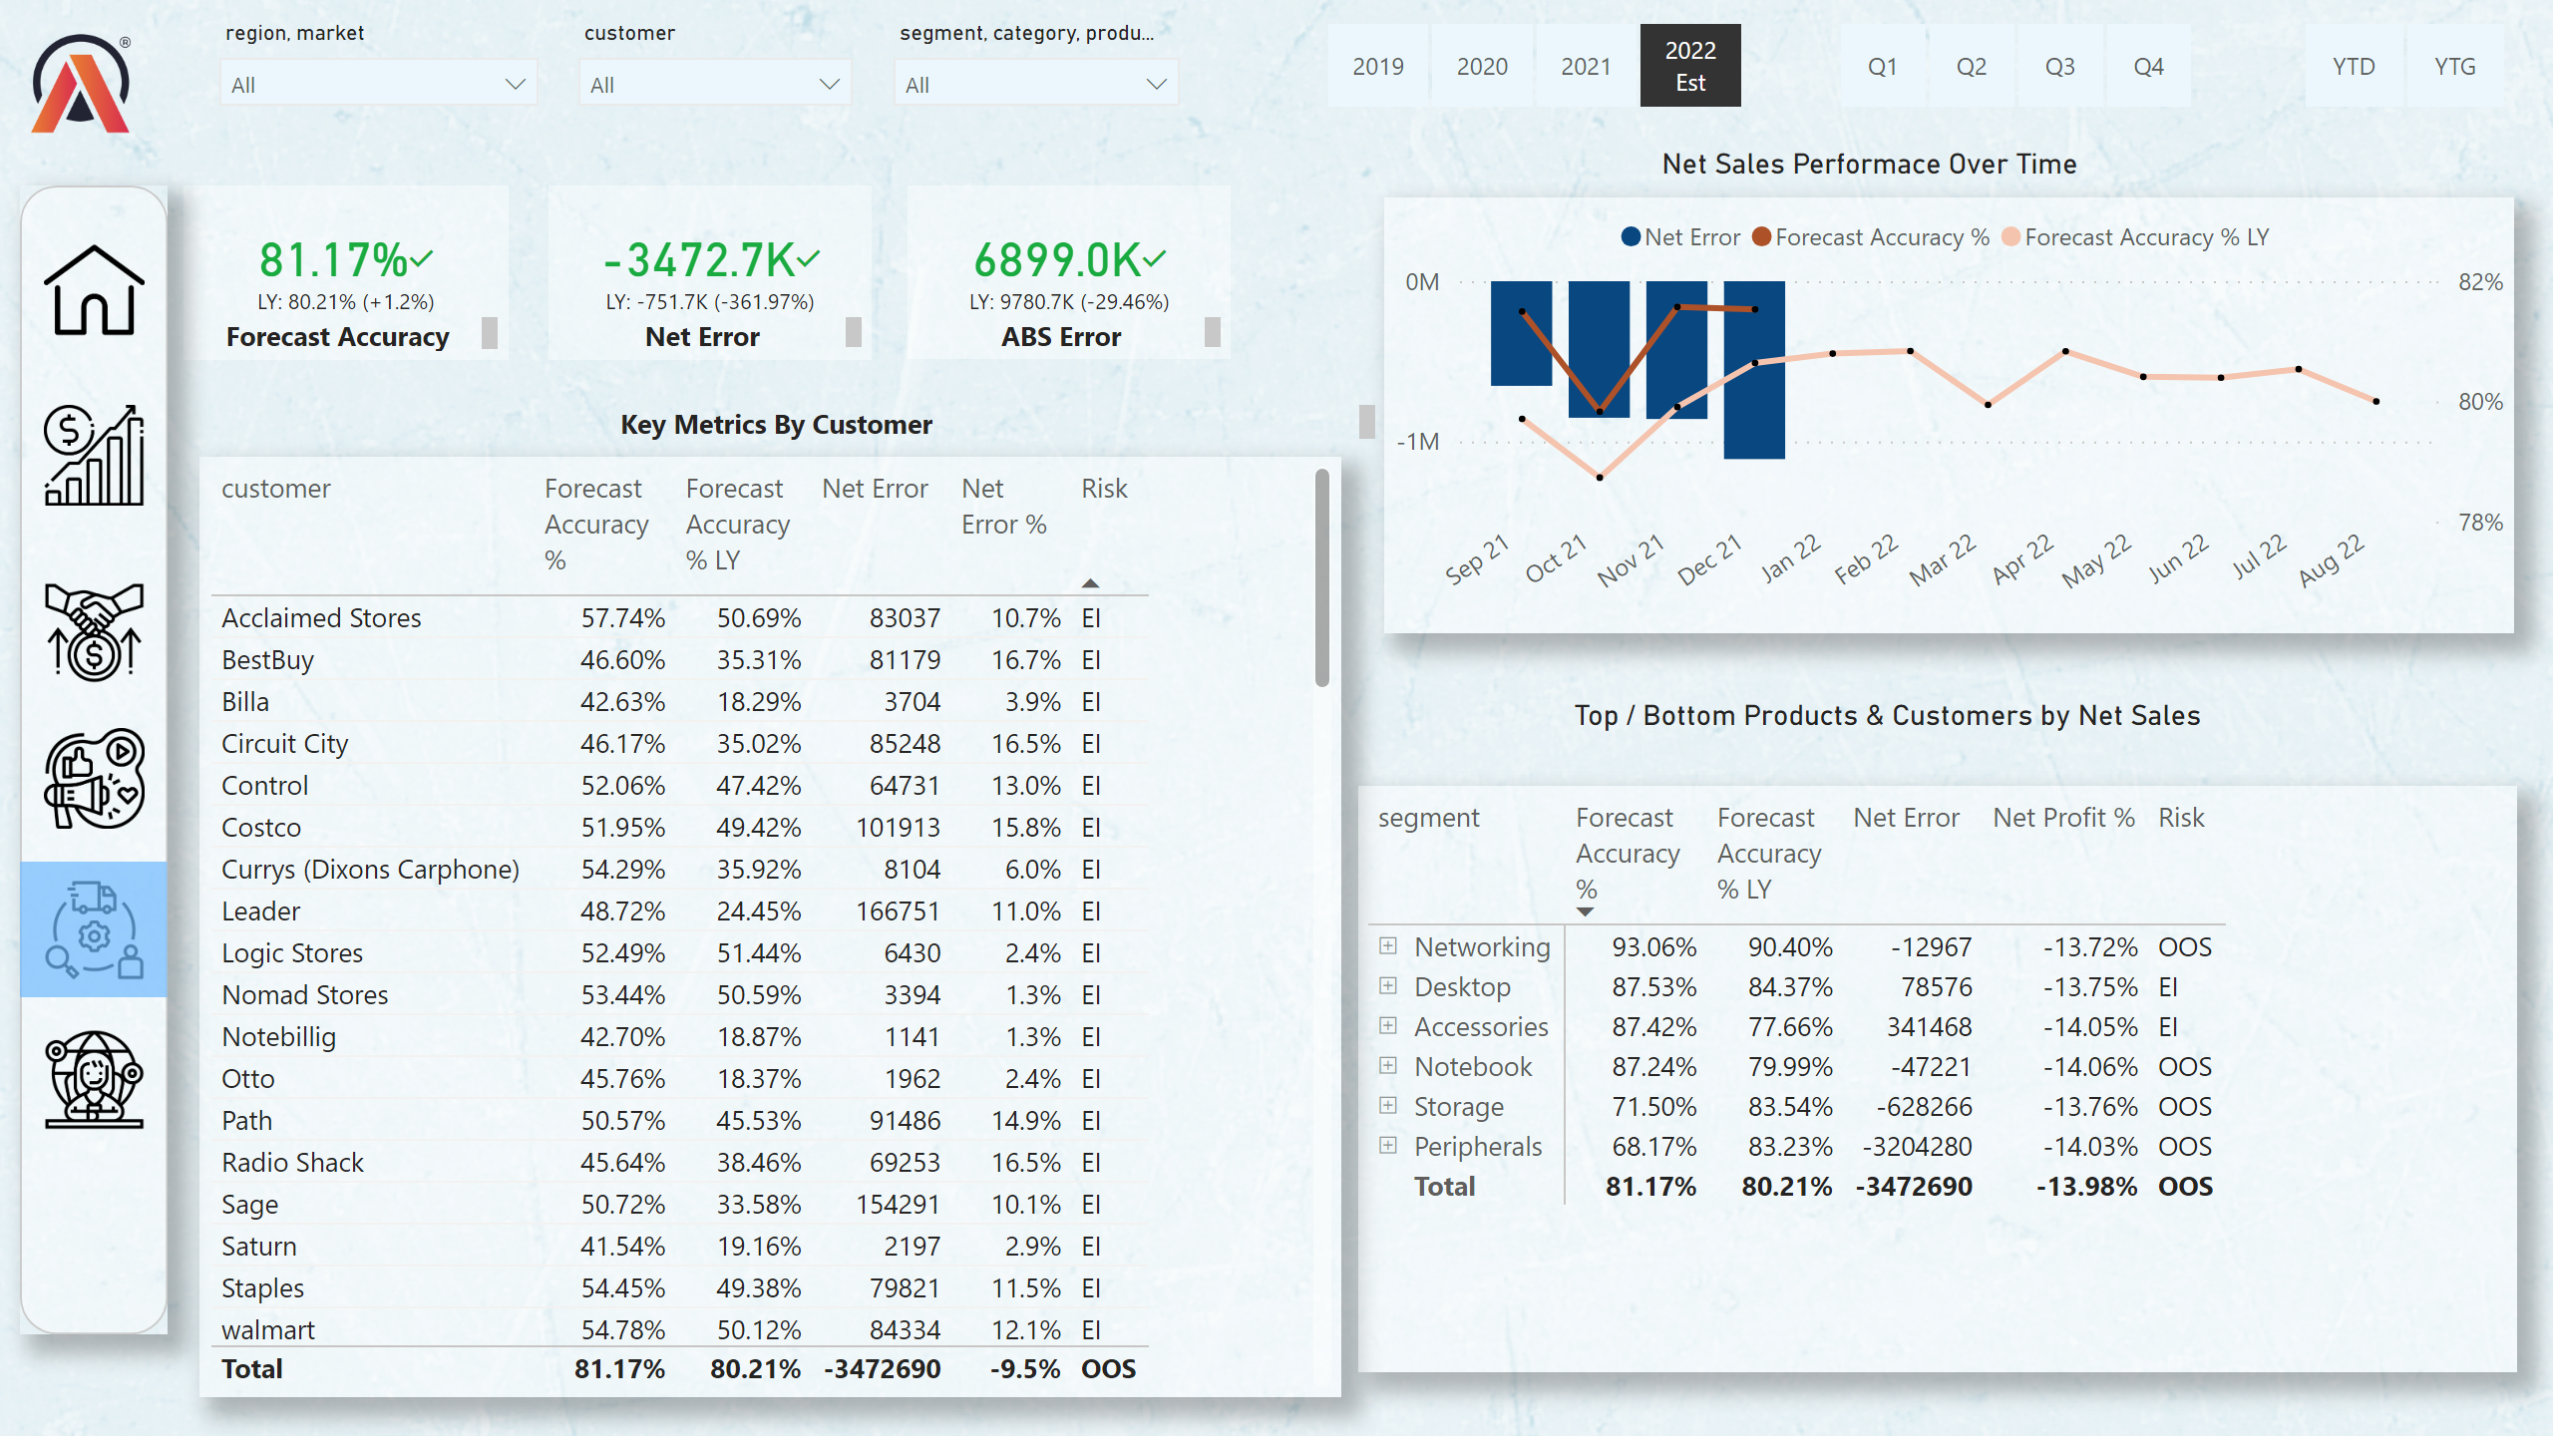 ®
region, market
customer
segment, category, produ...
All
All
All
2019
2020
2021
2022
Est
Q1
Q2
Q3
Q4
YTD
YTG
81.17%
LY: 80.21% (+1.2%)
Forecast Accuracy
-3472.7K
LY: -751.7K (-361.97%)
Net Error
6899.0K
LY: 9780.7K (-29.46%)
ABS Error
Net Sales Performace Over Time
Net Error Forecast Accuracy % Forecast Accuracy % LY
0M
-1M
82%
80%
78%
Sep 21
Oct 21
Nov 21
Dec 21
Jan 22
Feb 22
Mar 22
Apr 22
May 22
Jun 22
Jul 22
Aug 22
Key Metrics By Customer
customer Forecast Accuracy % Forecast Accuracy % LY Net Error Net Error % Risk
Acclaimed Stores 57.74% 50.69% 83037 10.7% EI
BestBuy 46.60% 35.31% 81179 16.7% EI
Billa 42.63% 18.29% 3704 3.9% EI
Circuit City 46.17% 35.02% 85248 16.5% EI
Control 52.06% 47.42% 64731 13.0% EI
Costco 51.95% 49.42% 101913 15.8% EI
Currys (Dixons Carphone) 54.29% 35.92% 8104 6.0% EI
Leader 48.72% 24.45% 166751 11.0% EI
Logic Stores 52.49% 51.44% 6430 2.4% EI
Nomad Stores 53.44% 50.59% 3394 1.3% EI
Notebillig 42.70% 18.87% 1141 1.3% EI
Otto 45.76% 18.37% 1962 2.4% EI
Path 50.57% 45.53% 91486 14.9% EI
Radio Shack 45.64% 38.46% 69253 16.5% EI
Sage 50.72% 33.58% 154291 10.1% EI
Saturn 41.54% 19.16% 2197 2.9% EI
Staples 54.45% 49.38% 79821 11.5% EI
walmart 54.78% 50.12% 84334 12.1% EI
Total 81.17% 80.21% -3472690 -9.5% OOS
Top / Bottom Products & Customers by Net Sales
segment Forecast Accuracy % Forecast Accuracy % LY Net Error Net Profit % Risk
Networking 93.06% 90.40% -12967 -13.72% OOS
Desktop 87.53% 84.37% 78576 -13.75% EI
Accessories 87.42% 77.66% 341468 -14.05% EI
Notebook 87.24% 79.99% -47221 -14.06% OOS
Storage 71.50% 83.54% -628266 -13.76% OOS
Peripherals 68.17% 83.23% -3204280 -14.03% OOS
Total 81.17% 80.21% -3472690 -13.98% OOS